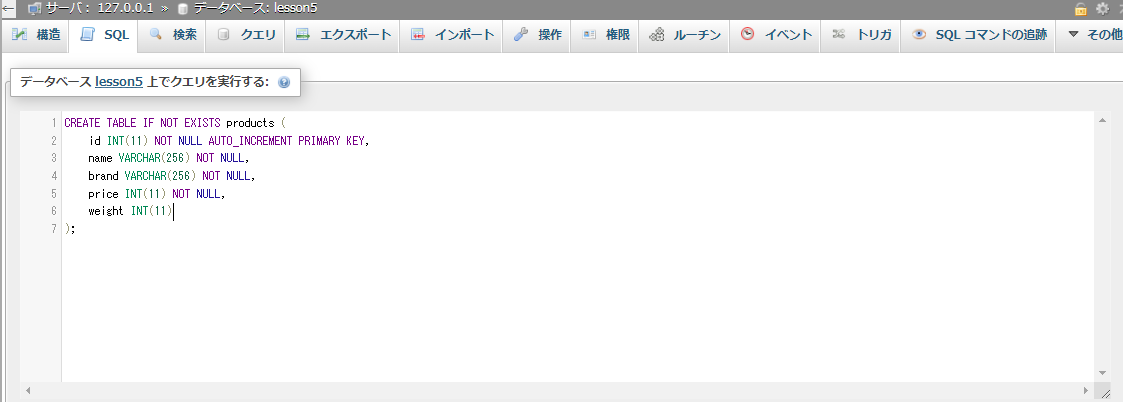 サーバ: 127.0.0.1 » データベース: lesson5
構造 SQL 検索 クエリ エクスポート インポート 操作 権限 ルーチン イベント トリガ SQL コマンドの追跡 その他
データベース lesson5 上でクエリを実行する:
1 CREATE TABLE IF NOT EXISTS products (
2 id INT(11) NOT NULL AUTO_INCREMENT PRIMARY KEY,
3 name VARCHAR(256) NOT NULL,
4 brand VARCHAR(256) NOT NULL,
5 price INT(11) NOT NULL,
6 weight INT(11)
7 );